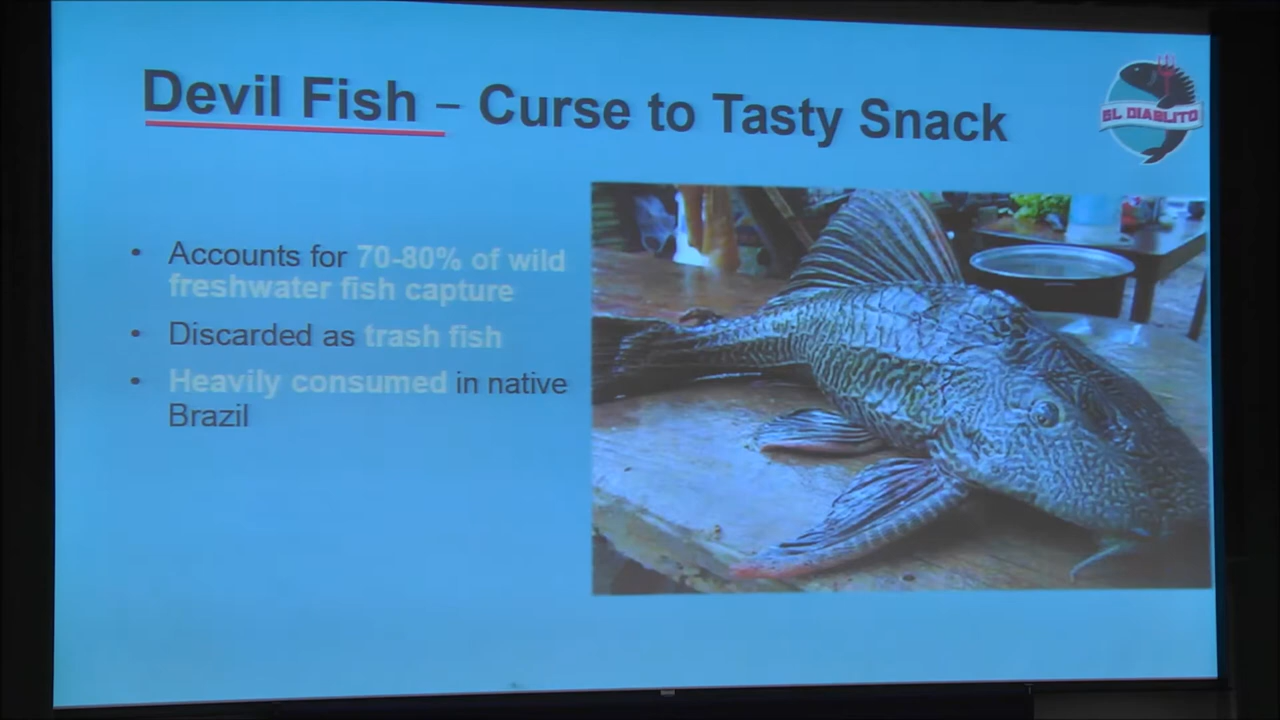 Devil Fish – Curse to Tasty Snack
EL DIABLITO
• Accounts for 70-80% of wild
freshwater fish capture
• Discarded as trash fish
• Heavily consumed in native
Brazil